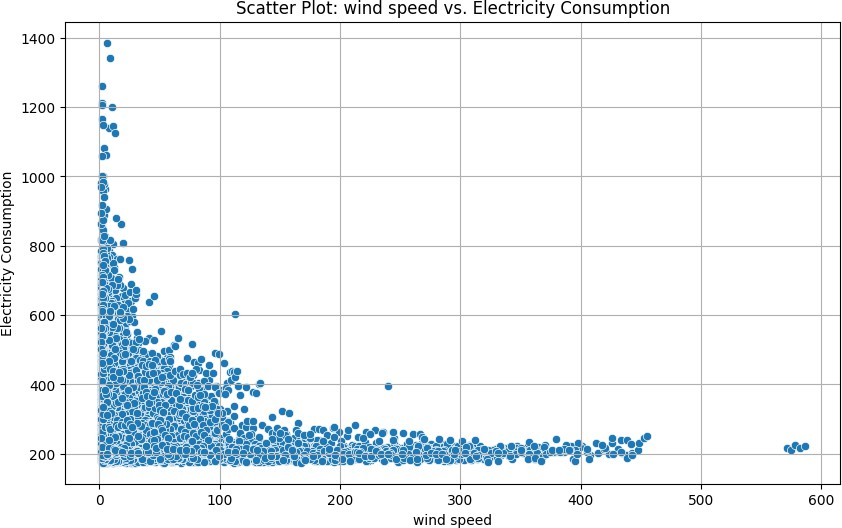 Scatter Plot: wind speed vs. Electricity Consumption
1400
1200
1000
800
600
400
200
Electricity Consumption
0 100 200 300 400 500 600
wind speed